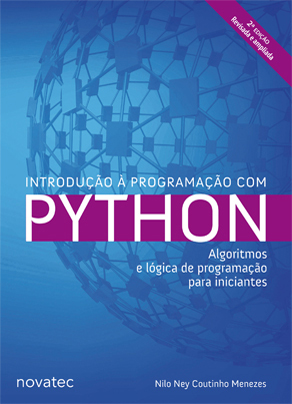 2ª EDIÇÃO
Revisada e ampliada
INTRODUÇÃO À PROGRAMAÇÃO COM
PYTHON
Algoritmos
e lógica de programação
para iniciantes
novatec
Nilo Ney Coutinho Menezes